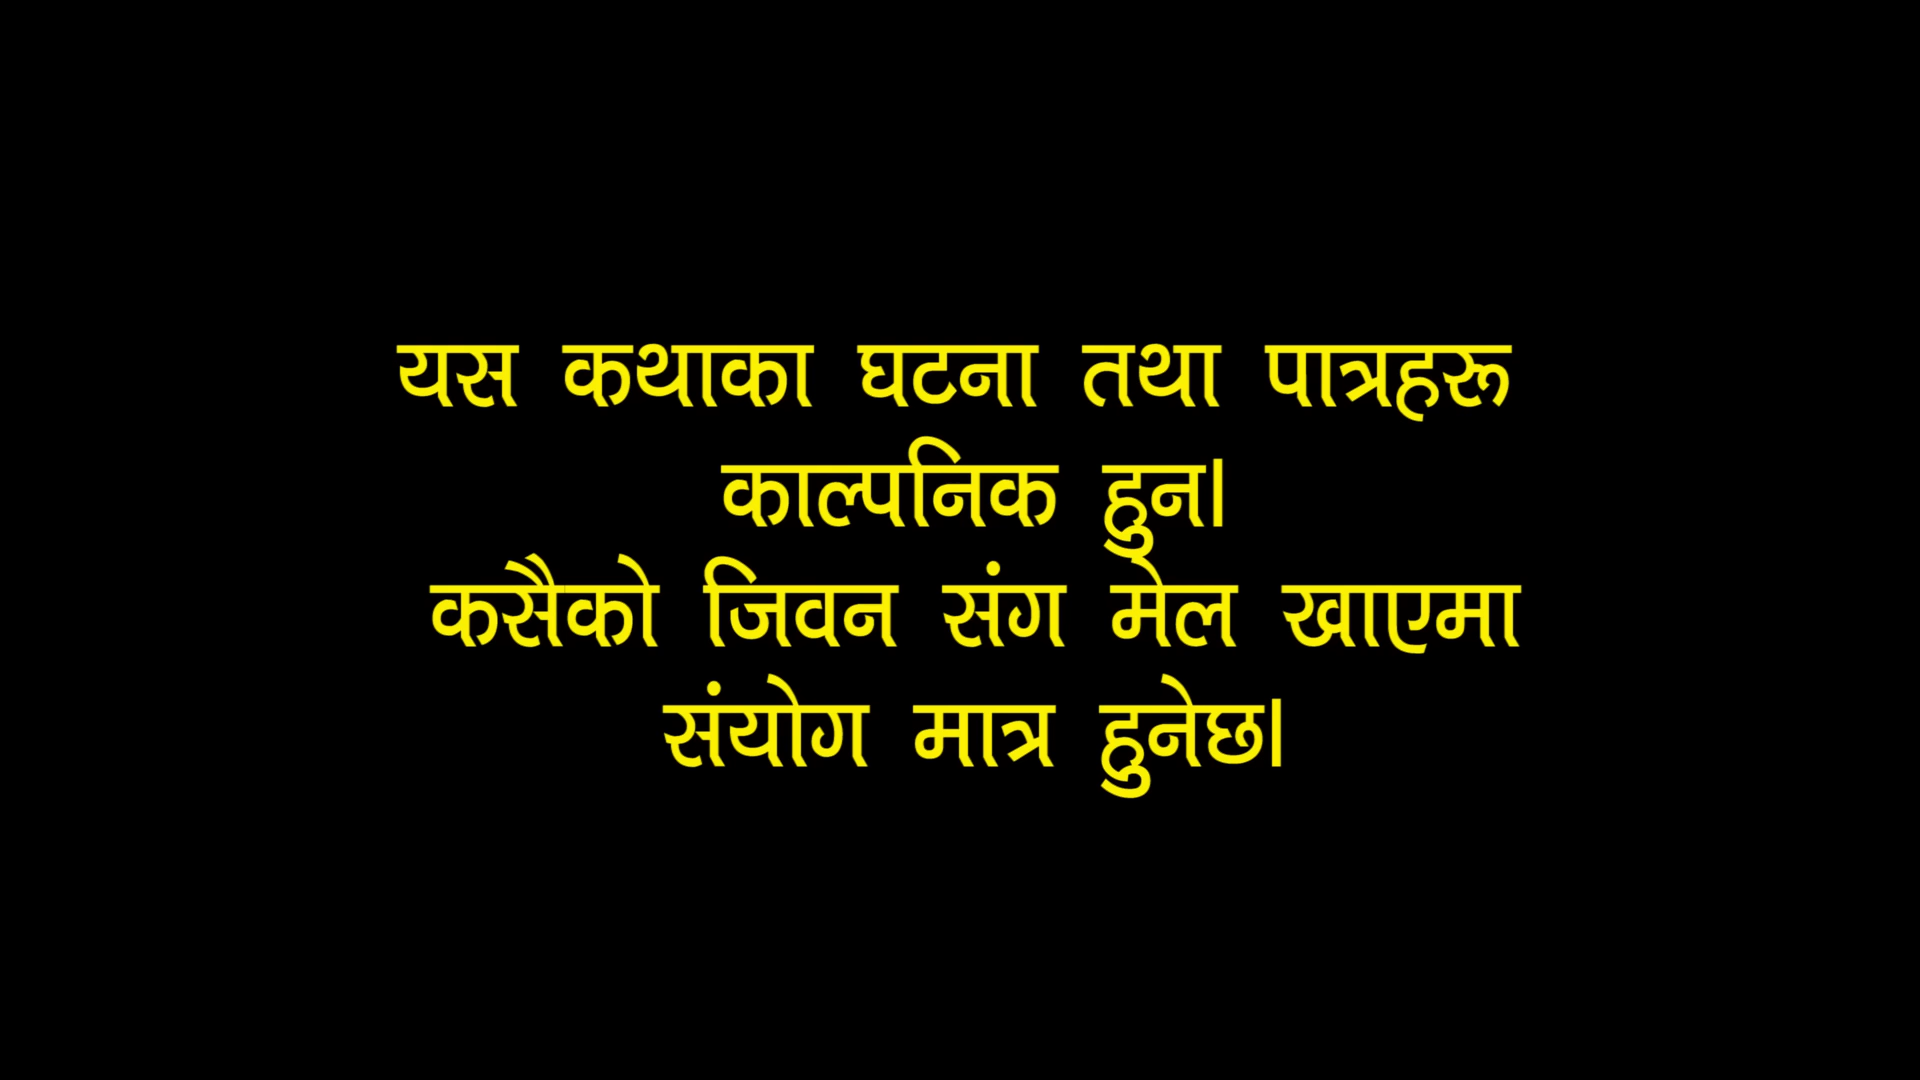 यस कथाका घटना तथा पात्रहरू
काल्पनिक हुन।
कसैको जिवन संग मेल खाएमा
संयोग मात्र हुनेछ।